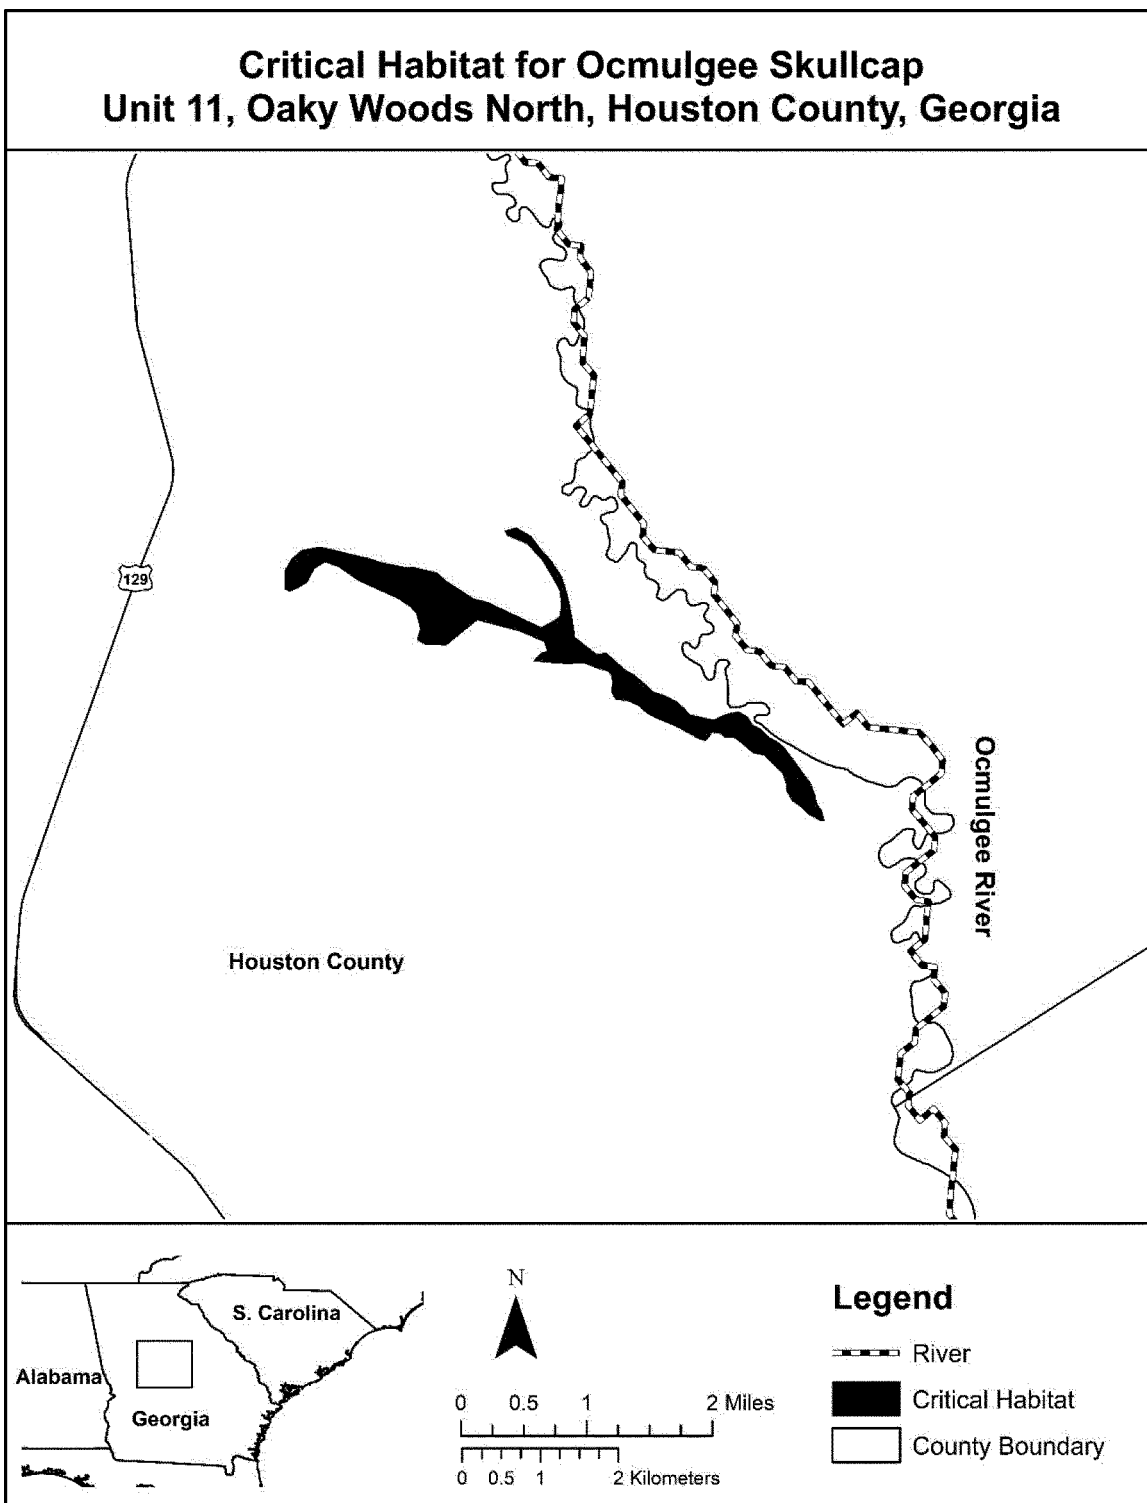 Critical Habitat for Ocmulgee Skullcap
Unit 11, Oaky Woods North, Houston County, Georgia
129
Ocmulgee River
Houston County
S. Carolina
Alabama
Georgia
N
0 0.5 1 2 Miles
0 0.5 1 2 Kilometers
Legend
River
Critical Habitat
County Boundary